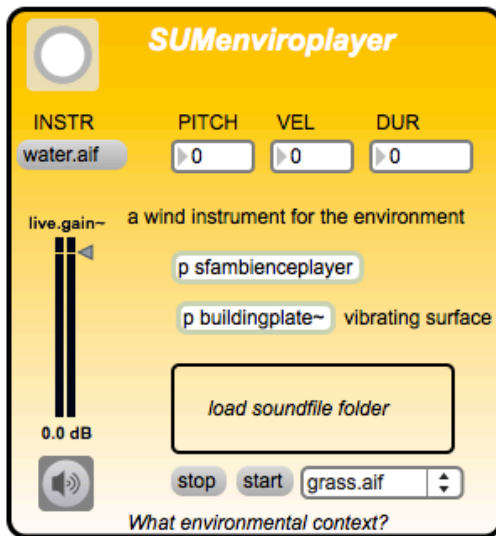 SUMenviroplayer
INSTR PITCH VEL DUR
water.aif 0 0 0
a wind instrument for the environment
live.gain~
p sfambienceplayer
p buildingplate~ vibrating surface
load soundfile folder
0.0 dB
stop start grass.aif
What environmental context?